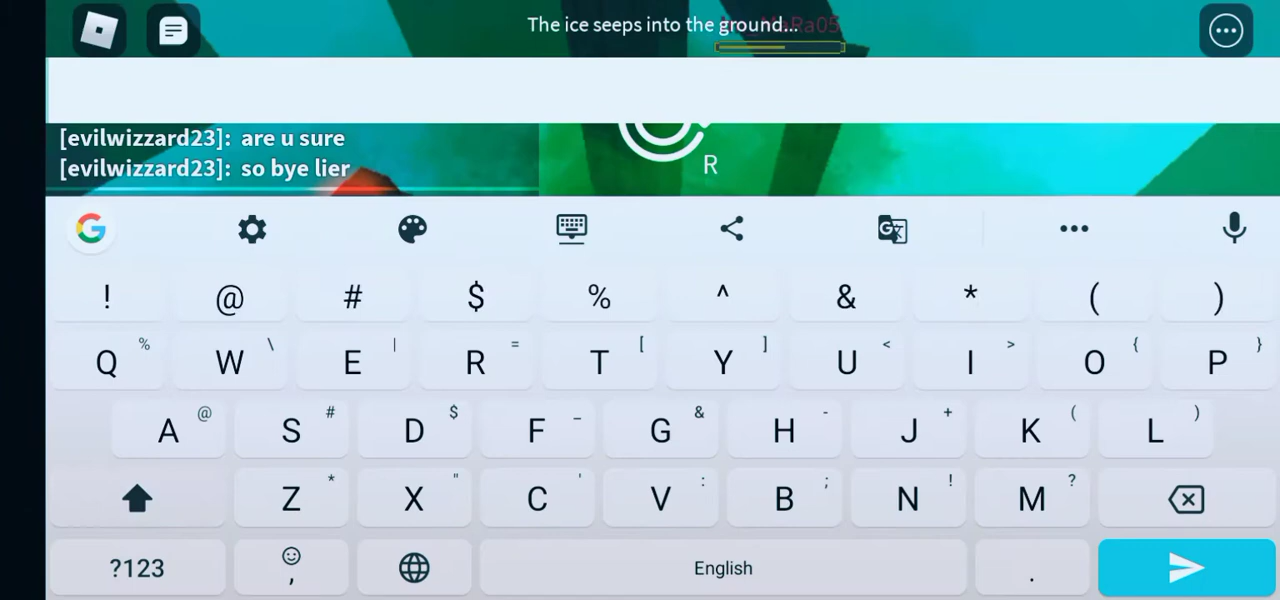 The ice seeps into the ground...
[evilwizzard23]: are u sure
[evilwizzard23]: so bye lier
R
! @ # $ % ^ & * ( )
Q % W \ E | R = T [ Y ] U < I > O { P }
A @ S # D $ F _ G & H - J + K ( L )
Z * X " C ' V : B ; N ! M ?
?123 , English .